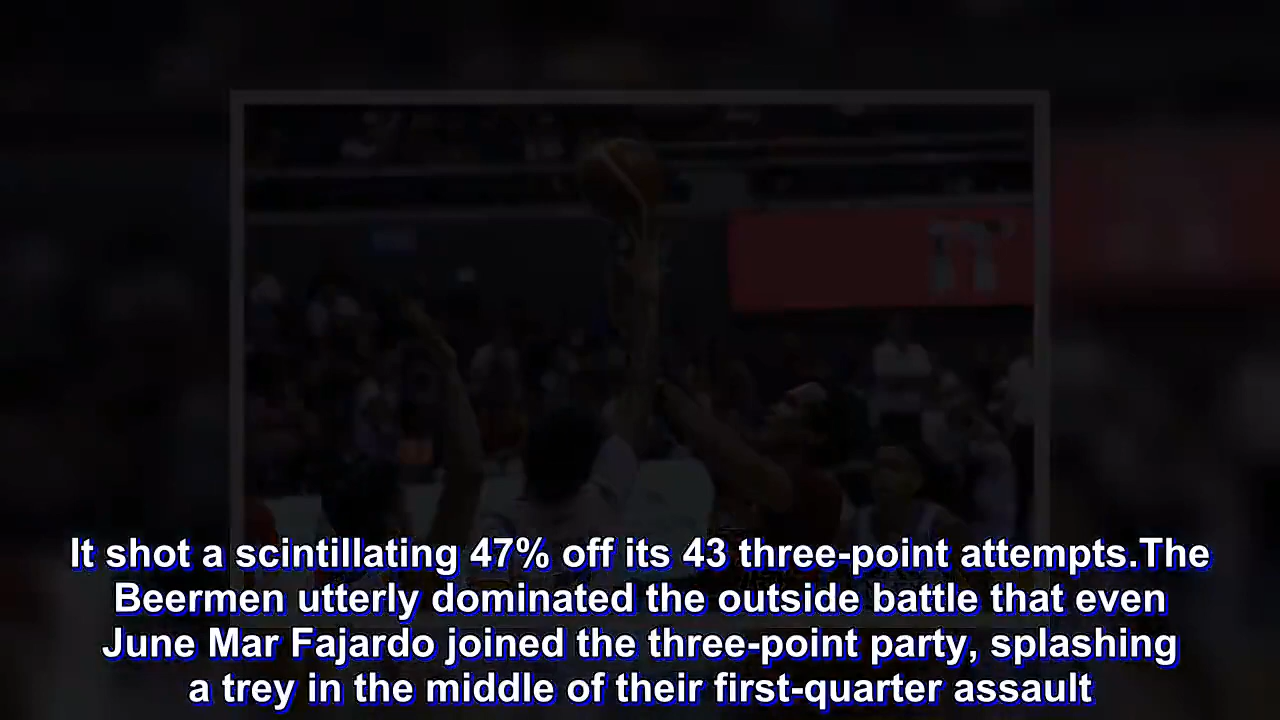 It shot a scintillating 47% off its 43 three-point attempts.The
Beermen utterly dominated the outside battle that even
June Mar Fajardo joined the three-point party, splashing
a trey in the middle of their first-quarter assault